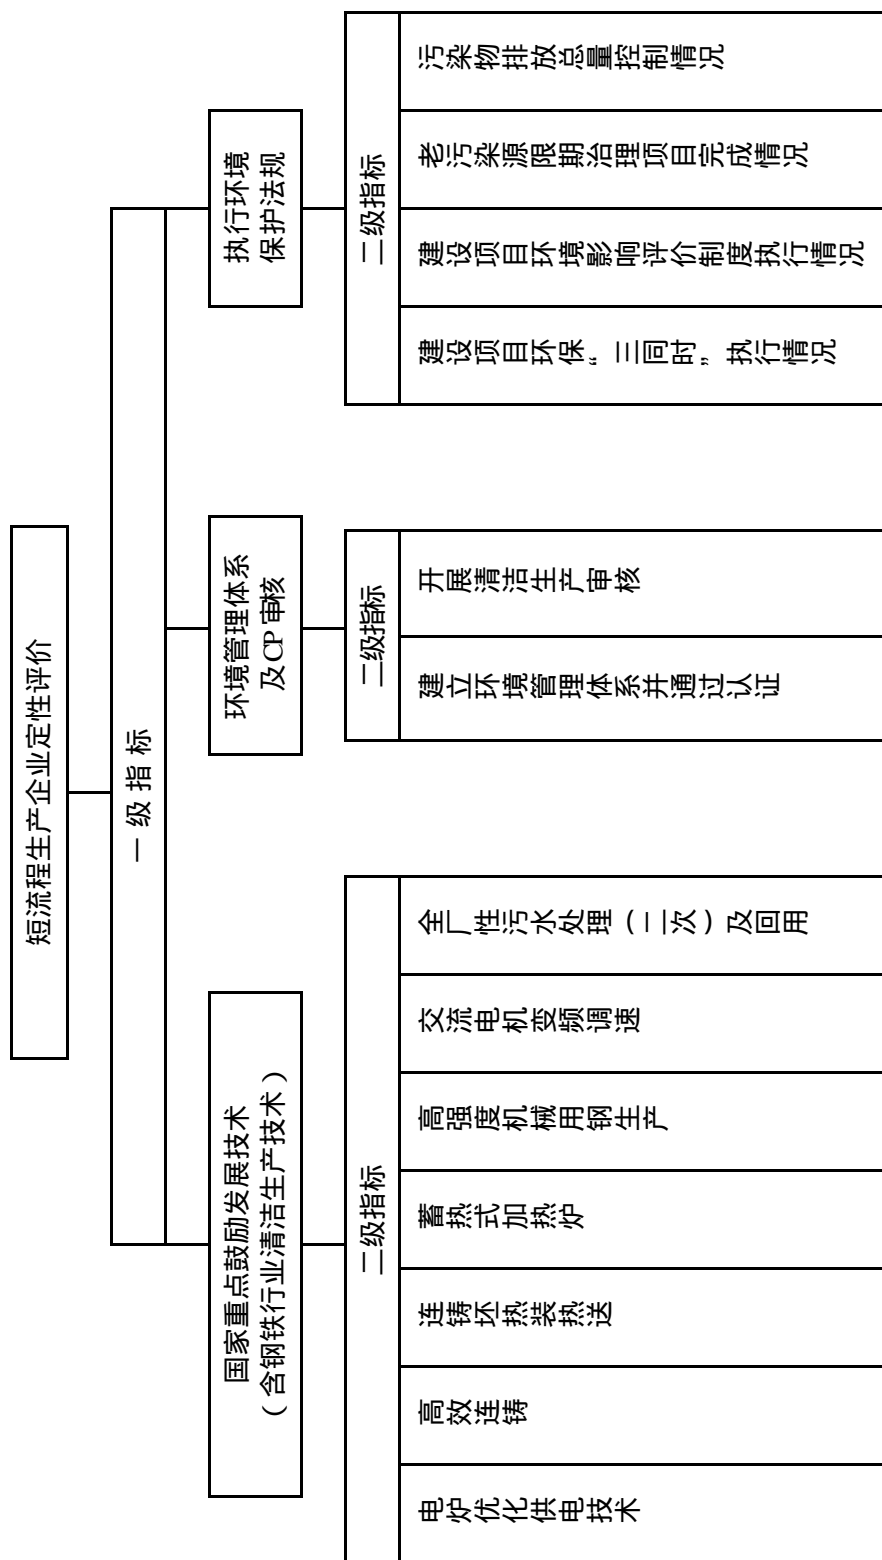 短流程生产企业定性评价
一级指标
国家重点鼓励发展技术
（含钢铁行业清洁生产技术）
二级指标
电炉优化供电技术
高效连铸
连铸坯热装热送
蓄热式加热炉
高强度机械用钢生产
交流电机变频调速
全厂性污水处理（二次）及回用
环境管理体系
及CP审核
二级指标
建立环境管理体系并通过认证
开展清洁生产审核
执行环境
保护法规
二级指标
建设项目环保“三同时”执行情况
建设项目环境影响评价制度执行情况
老污染源限期治理项目完成情况
污染物排放总量控制情况